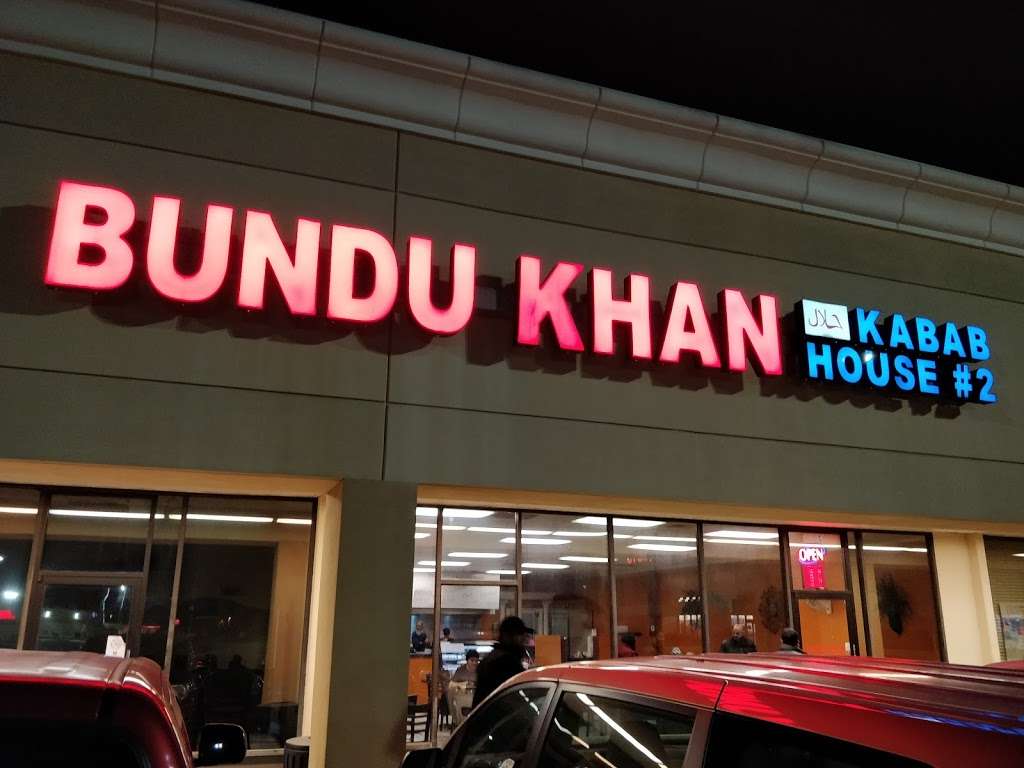 BUNDU KHAN
حلال KABAB
HOUSE #2
OPEN